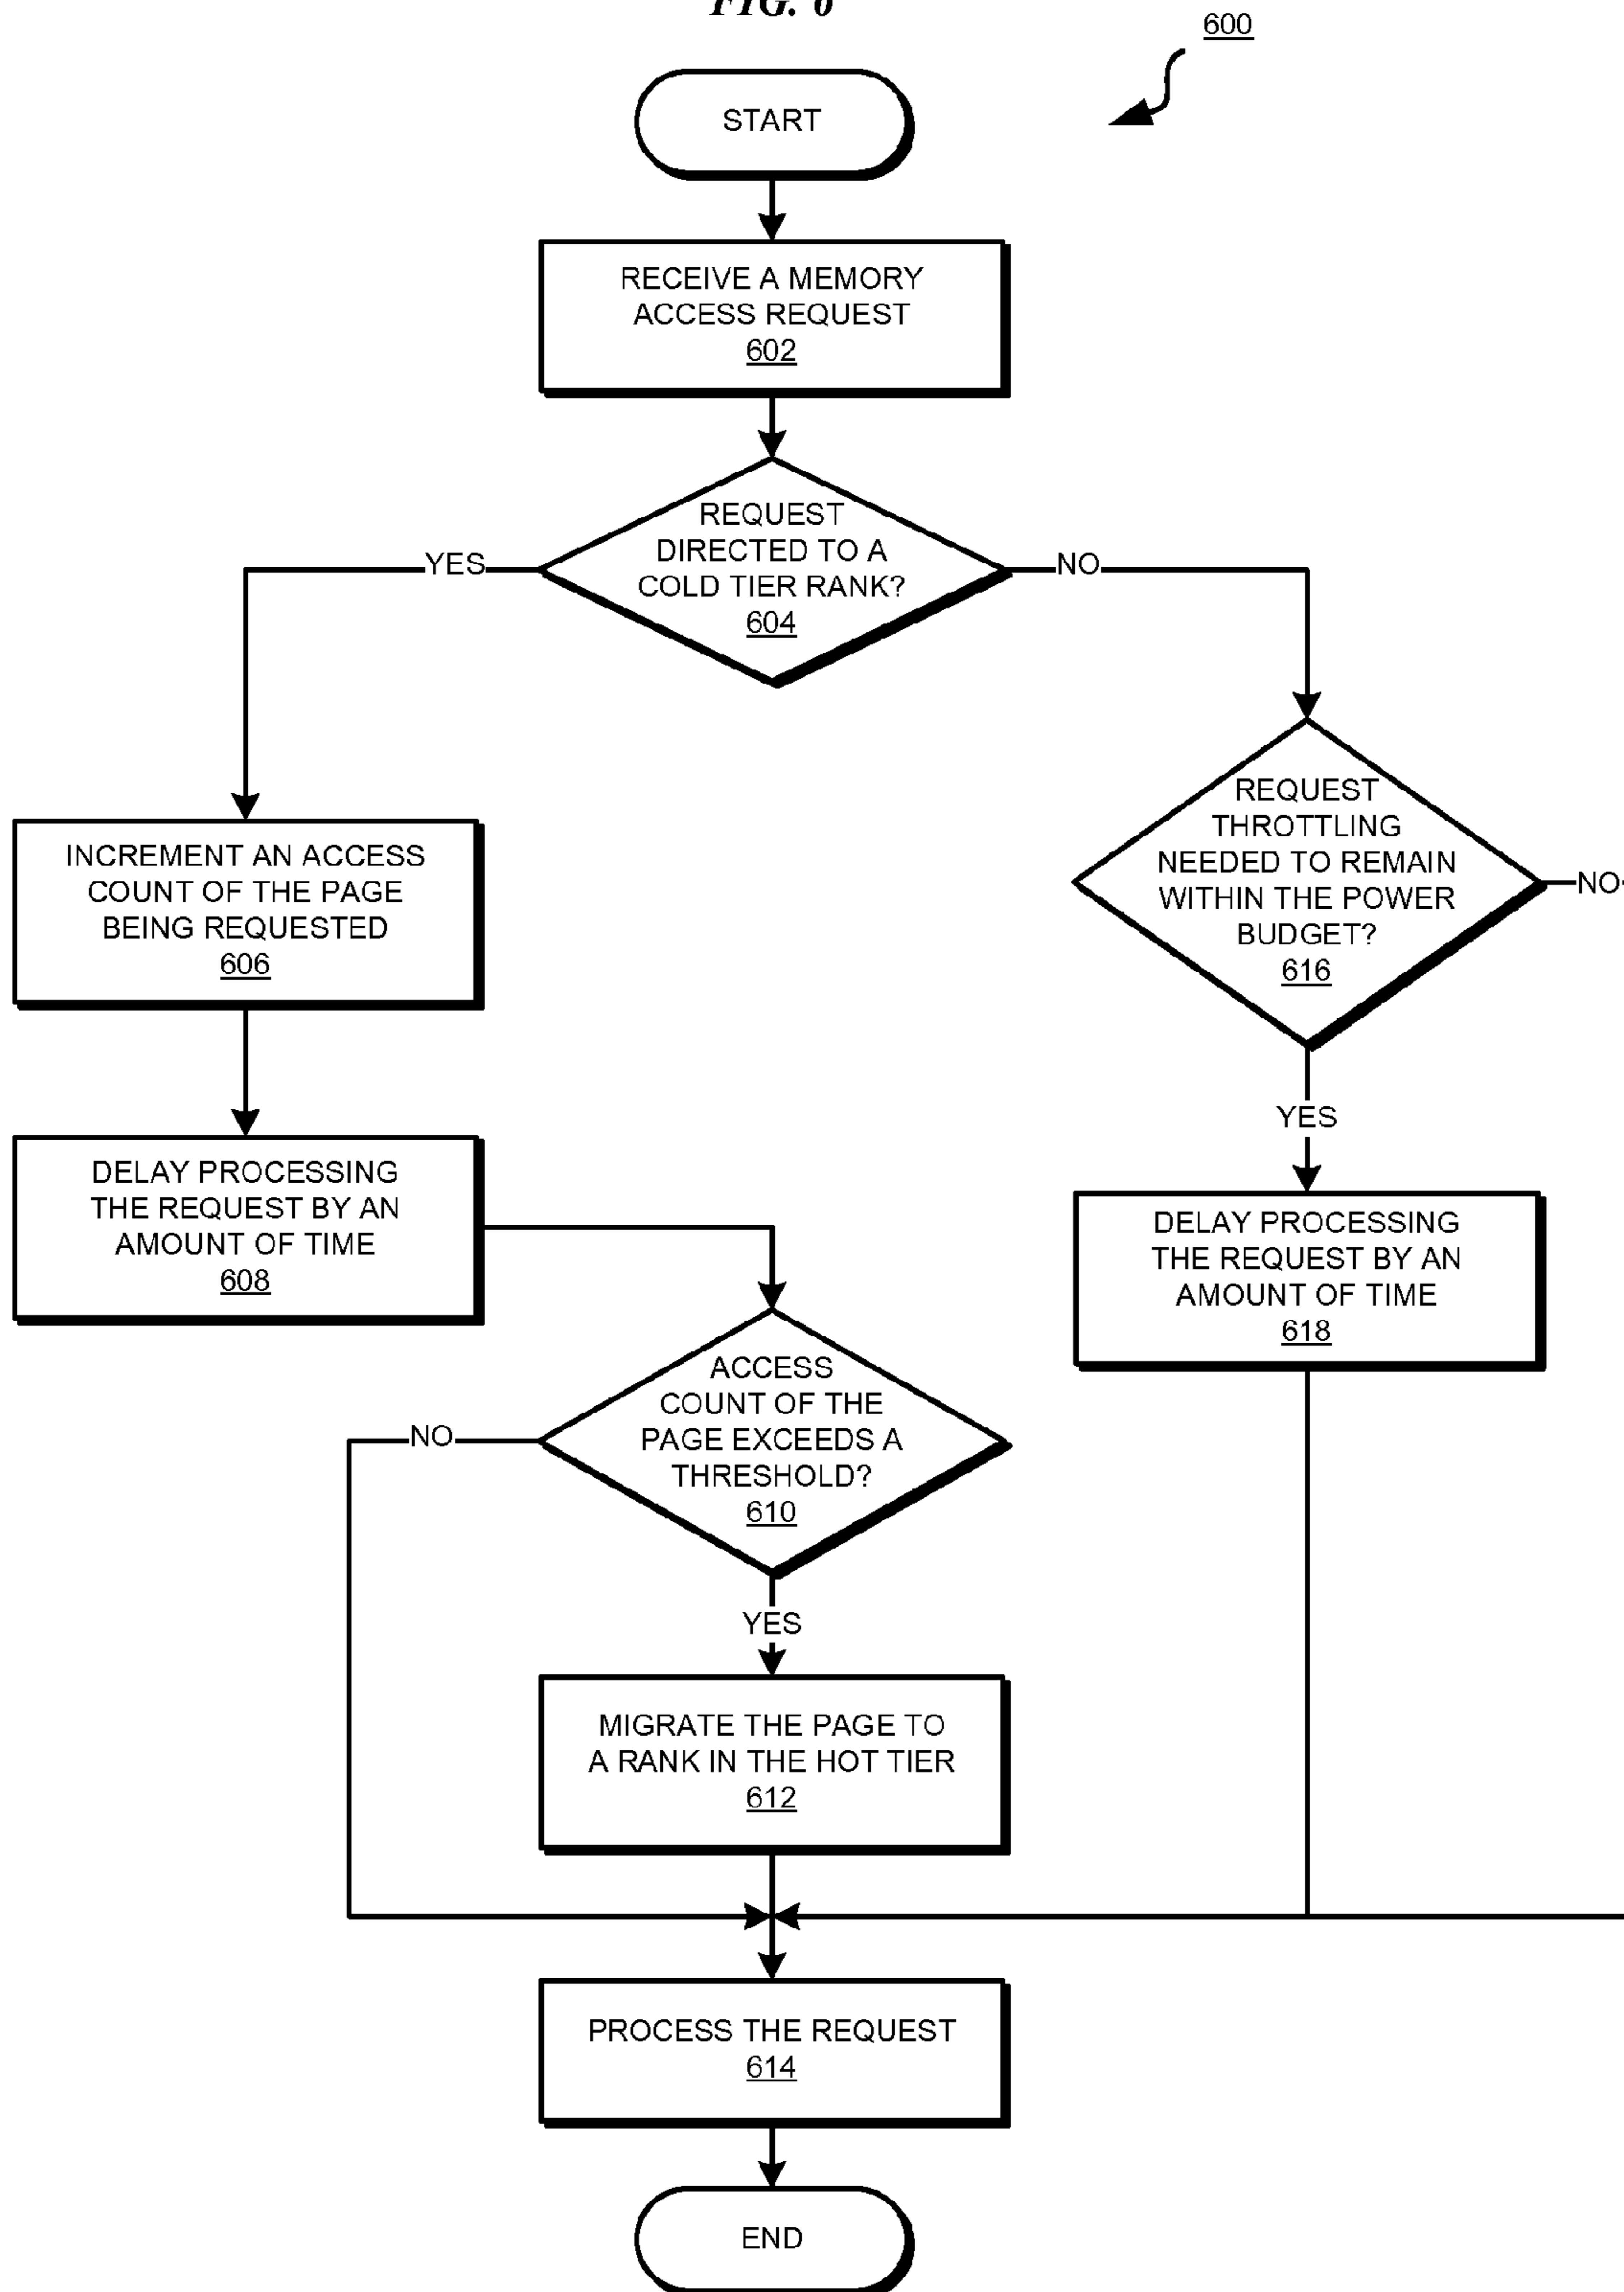 FIG. 6
600
START
RECEIVE A MEMORY
ACCESS REQUEST
602
REQUEST
DIRECTED TO A
COLD TIER RANK?
604
YES
NO
INCREMENT AN ACCESS
COUNT OF THE PAGE
BEING REQUESTED
606
REQUEST
THROTTLING
NEEDED TO REMAIN
WITHIN THE POWER
BUDGET?
616
NO
YES
DELAY PROCESSING
THE REQUEST BY AN
AMOUNT OF TIME
608
DELAY PROCESSING
THE REQUEST BY AN
AMOUNT OF TIME
618
ACCESS
COUNT OF THE
PAGE EXCEEDS A
THRESHOLD?
610
NO
YES
MIGRATE THE PAGE TO
A RANK IN THE HOT TIER
612
PROCESS THE REQUEST
614
END